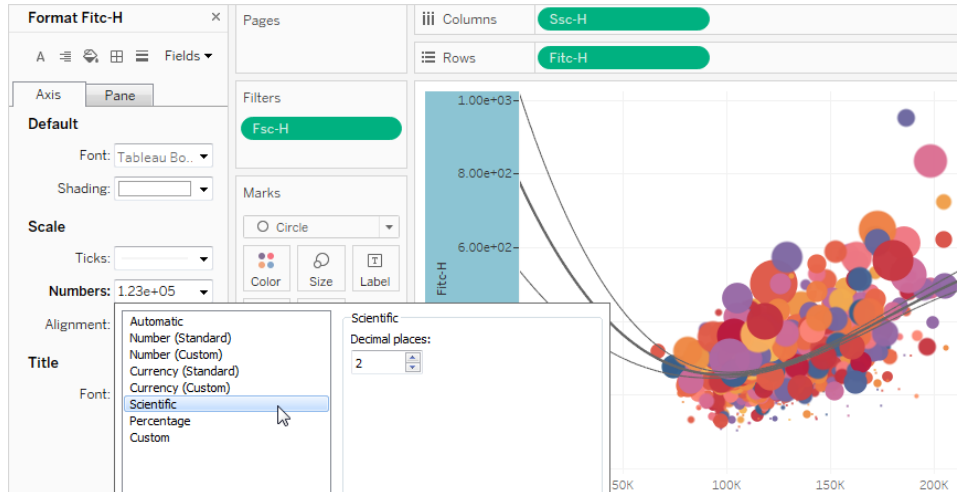 Format Fitc-H
Fields
Axis
Pane
Default
Font: Tableau Bo..
Shading:
Scale
Ticks:
Numbers: 1.23e+05
Alignment:
Title
Font:
Automatic
Number (Standard)
Number (Custom)
Currency (Standard)
Currency (Custom)
Scientific
Percentage
Custom
Scientific
Decimal places:
2
Pages
Filters
Fsc-H
Marks
Circle
Color
Size
Label
Columns
Ssc-H
Rows
Fitc-H
1.00e+03
8.00e+02
6.00e+02
Fitc-H
50K
100K
150K
200K